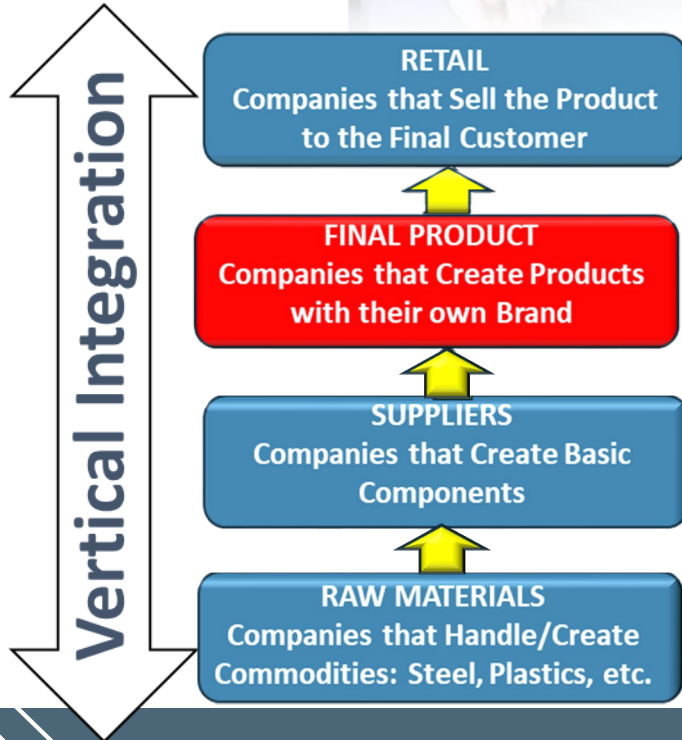 Vertical Integration
RETAIL
Companies that Sell the Product
to the Final Customer
FINAL PRODUCT
Companies that Create Products
with their own Brand
SUPPLIERS
Companies that Create Basic
Components
RAW MATERIALS
Companies that Handle/Create
Commodities: Steel, Plastics, etc.